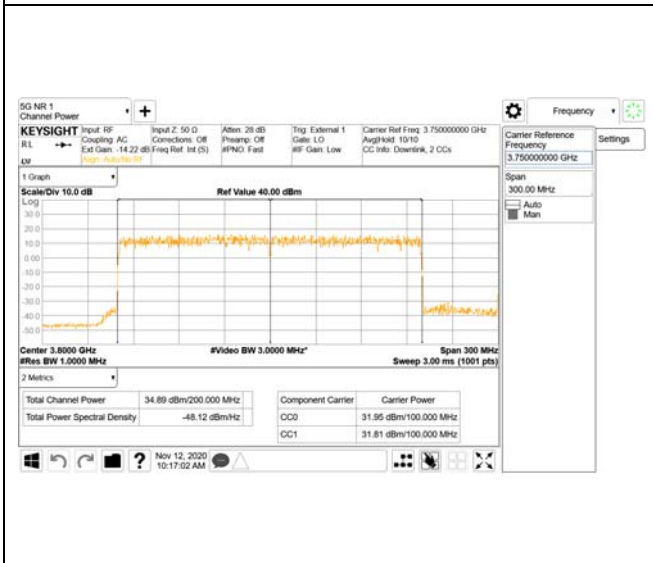 5G NR 1
Channel Power
Frequency
KEYSIGHT Input: RF Input Z: 50 Ω Atten: 28 dB Trig: External 1 Carrier Ref Freq: 3.750000000 GHz
RL Coupling: AC Corrections: Off Preamp: Off Gate: LO Avg|Hold: 10/10
Ext Gain: -14.22 dB Freq Ref: Int (S) #PNO: Fast #IF Gain: Low CC Info: Downlink, 2 CCs
Align: Auto/No RF
Carrier Reference
Frequency
3.750000000 GHz
Settings
Span
300.00 MHz
Auto
Man
1 Graph
Scale/Div 10.0 dB Ref Value 40.00 dBm
Log
30.0
20.0
10.0
0.00
-10.0
-20.0
-30.0
-40.0
-50.0
Center 3.8000 GHz #Video BW 3.0000 MHz* Span 300 MHz
#Res BW 1.0000 MHz Sweep 3.00 ms (1001 pts)
2 Metrics
Total Channel Power 34.89 dBm/200.000 MHz
Total Power Spectral Density -48.12 dBm/Hz
Component Carrier Carrier Power
CC0 31.95 dBm/100.000 MHz
CC1 31.81 dBm/100.000 MHz
Nov 12, 2020
10:17:02 AM